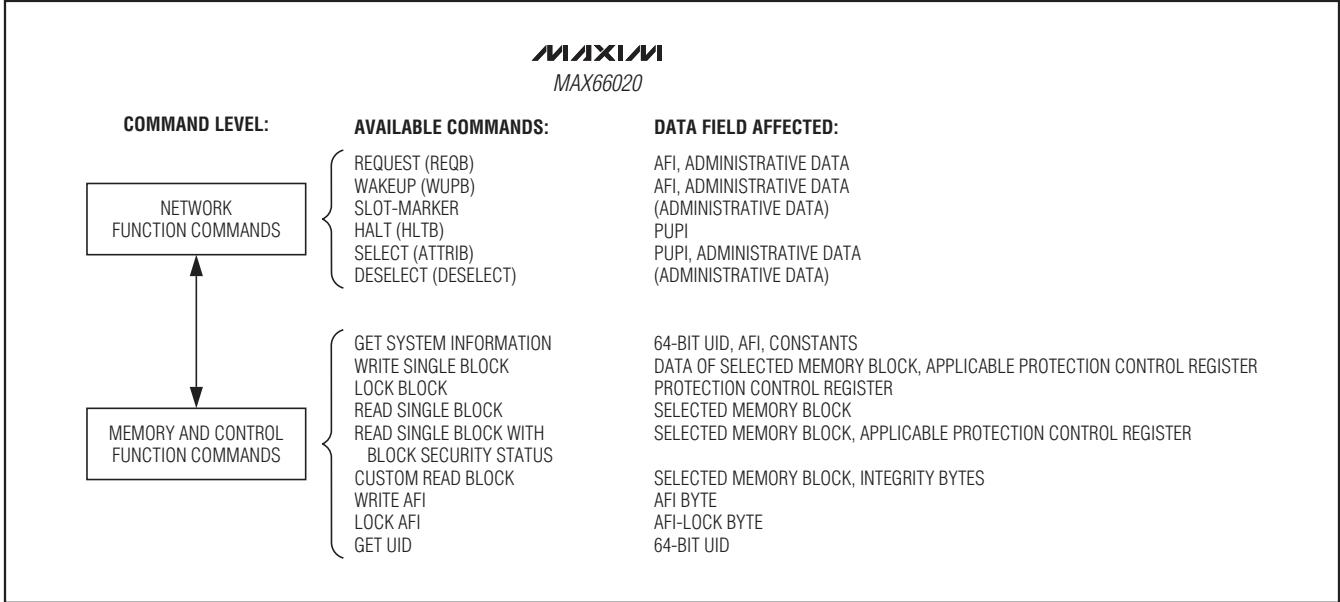 MAXIM
MAX66020
COMMAND LEVEL: AVAILABLE COMMANDS: DATA FIELD AFFECTED:
NETWORK
FUNCTION COMMANDS
REQUEST (REQB) AFI, ADMINISTRATIVE DATA
WAKEUP (WUPB) AFI, ADMINISTRATIVE DATA
SLOT-MARKER (ADMINISTRATIVE DATA)
HALT (HLTB) PUPI
SELECT (ATTRIB) PUPI, ADMINISTRATIVE DATA
DESELECT (DESELECT) (ADMINISTRATIVE DATA)
MEMORY AND CONTROL
FUNCTION COMMANDS
GET SYSTEM INFORMATION 64-BIT UID, AFI, CONSTANTS
WRITE SINGLE BLOCK DATA OF SELECTED MEMORY BLOCK, APPLICABLE PROTECTION CONTROL REGISTER
LOCK BLOCK PROTECTION CONTROL REGISTER
READ SINGLE BLOCK SELECTED MEMORY BLOCK
READ SINGLE BLOCK WITH SELECTED MEMORY BLOCK, APPLICABLE PROTECTION CONTROL REGISTER
BLOCK SECURITY STATUS
CUSTOM READ BLOCK SELECTED MEMORY BLOCK, INTEGRITY BYTES
WRITE AFI AFI BYTE
LOCK AFI AFI-LOCK BYTE
GET UID 64-BIT UID